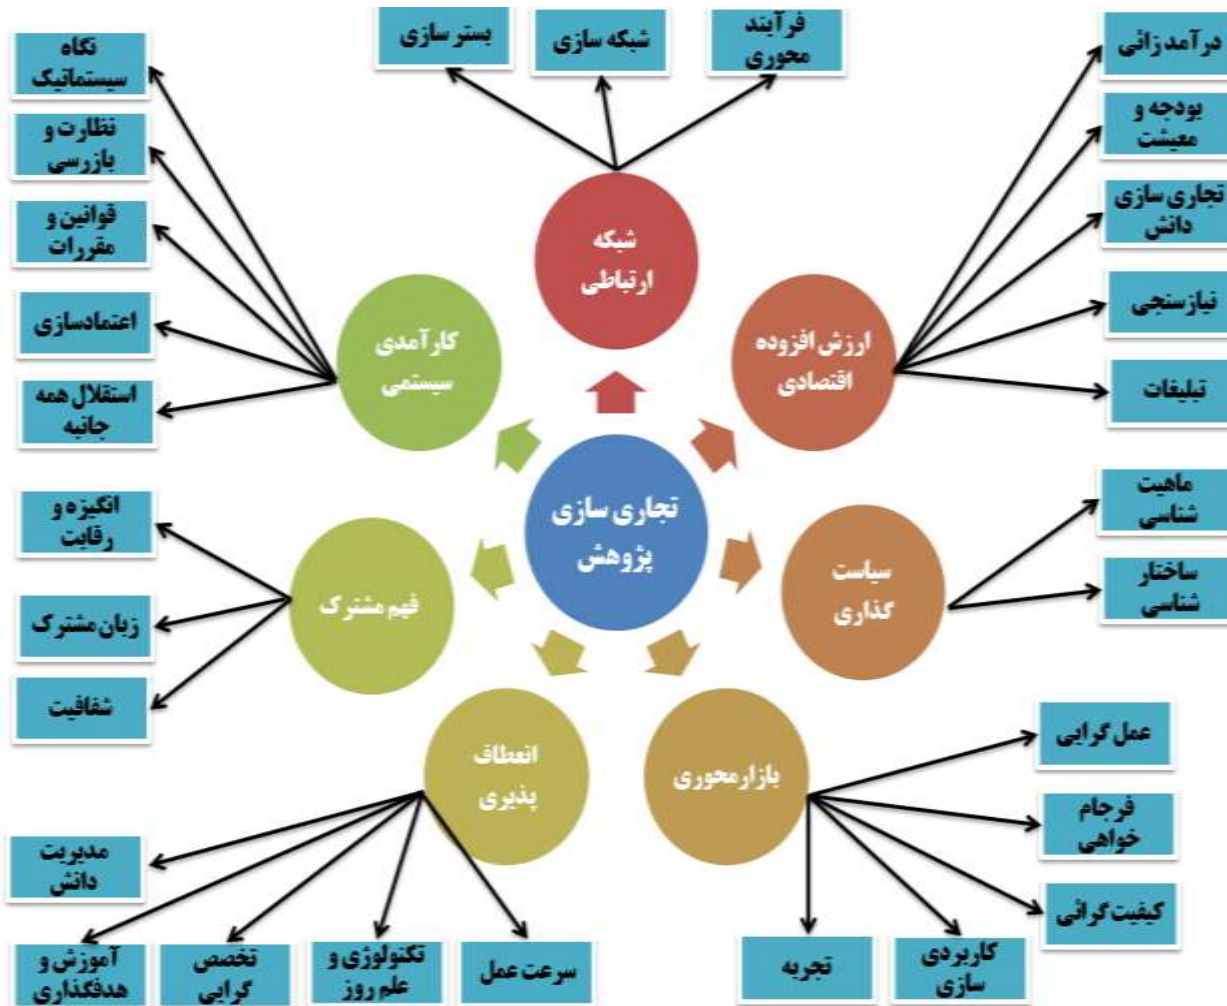 تجاری سازی
پژوهش
شبکه
ارتباطی
فرآیند
محوری
شبکه سازی
بستر سازی
ارزش افزوده
اقتصادی
درآمدزائی
بودجه و
معیشت
تجاری سازی
دانش
نیازسنجی
تبلیغات
سیاست
گذاری
ماهیت
شناسی
ساختار
شناسی
بازارمحوری
عمل گرایی
فرجام
خواهی
کیفیت گرائی
کاربردی
سازی
تجربه
انعطاف
پذیری
سرعت عمل
تکنولوژی و
علم روز
تخصص
گرایی
آموزش و
هدفگذاری
مدیریت
دانش
فهم مشترک
انگیزه و
رقابت
زبان مشترک
شفافیت
کارآمدی
سیستمی
نگاه
سیستماتیک
نظارت و
بازرسی
قوانین و
مقررات
اعتمادسازی
استقلال همه
جانبه